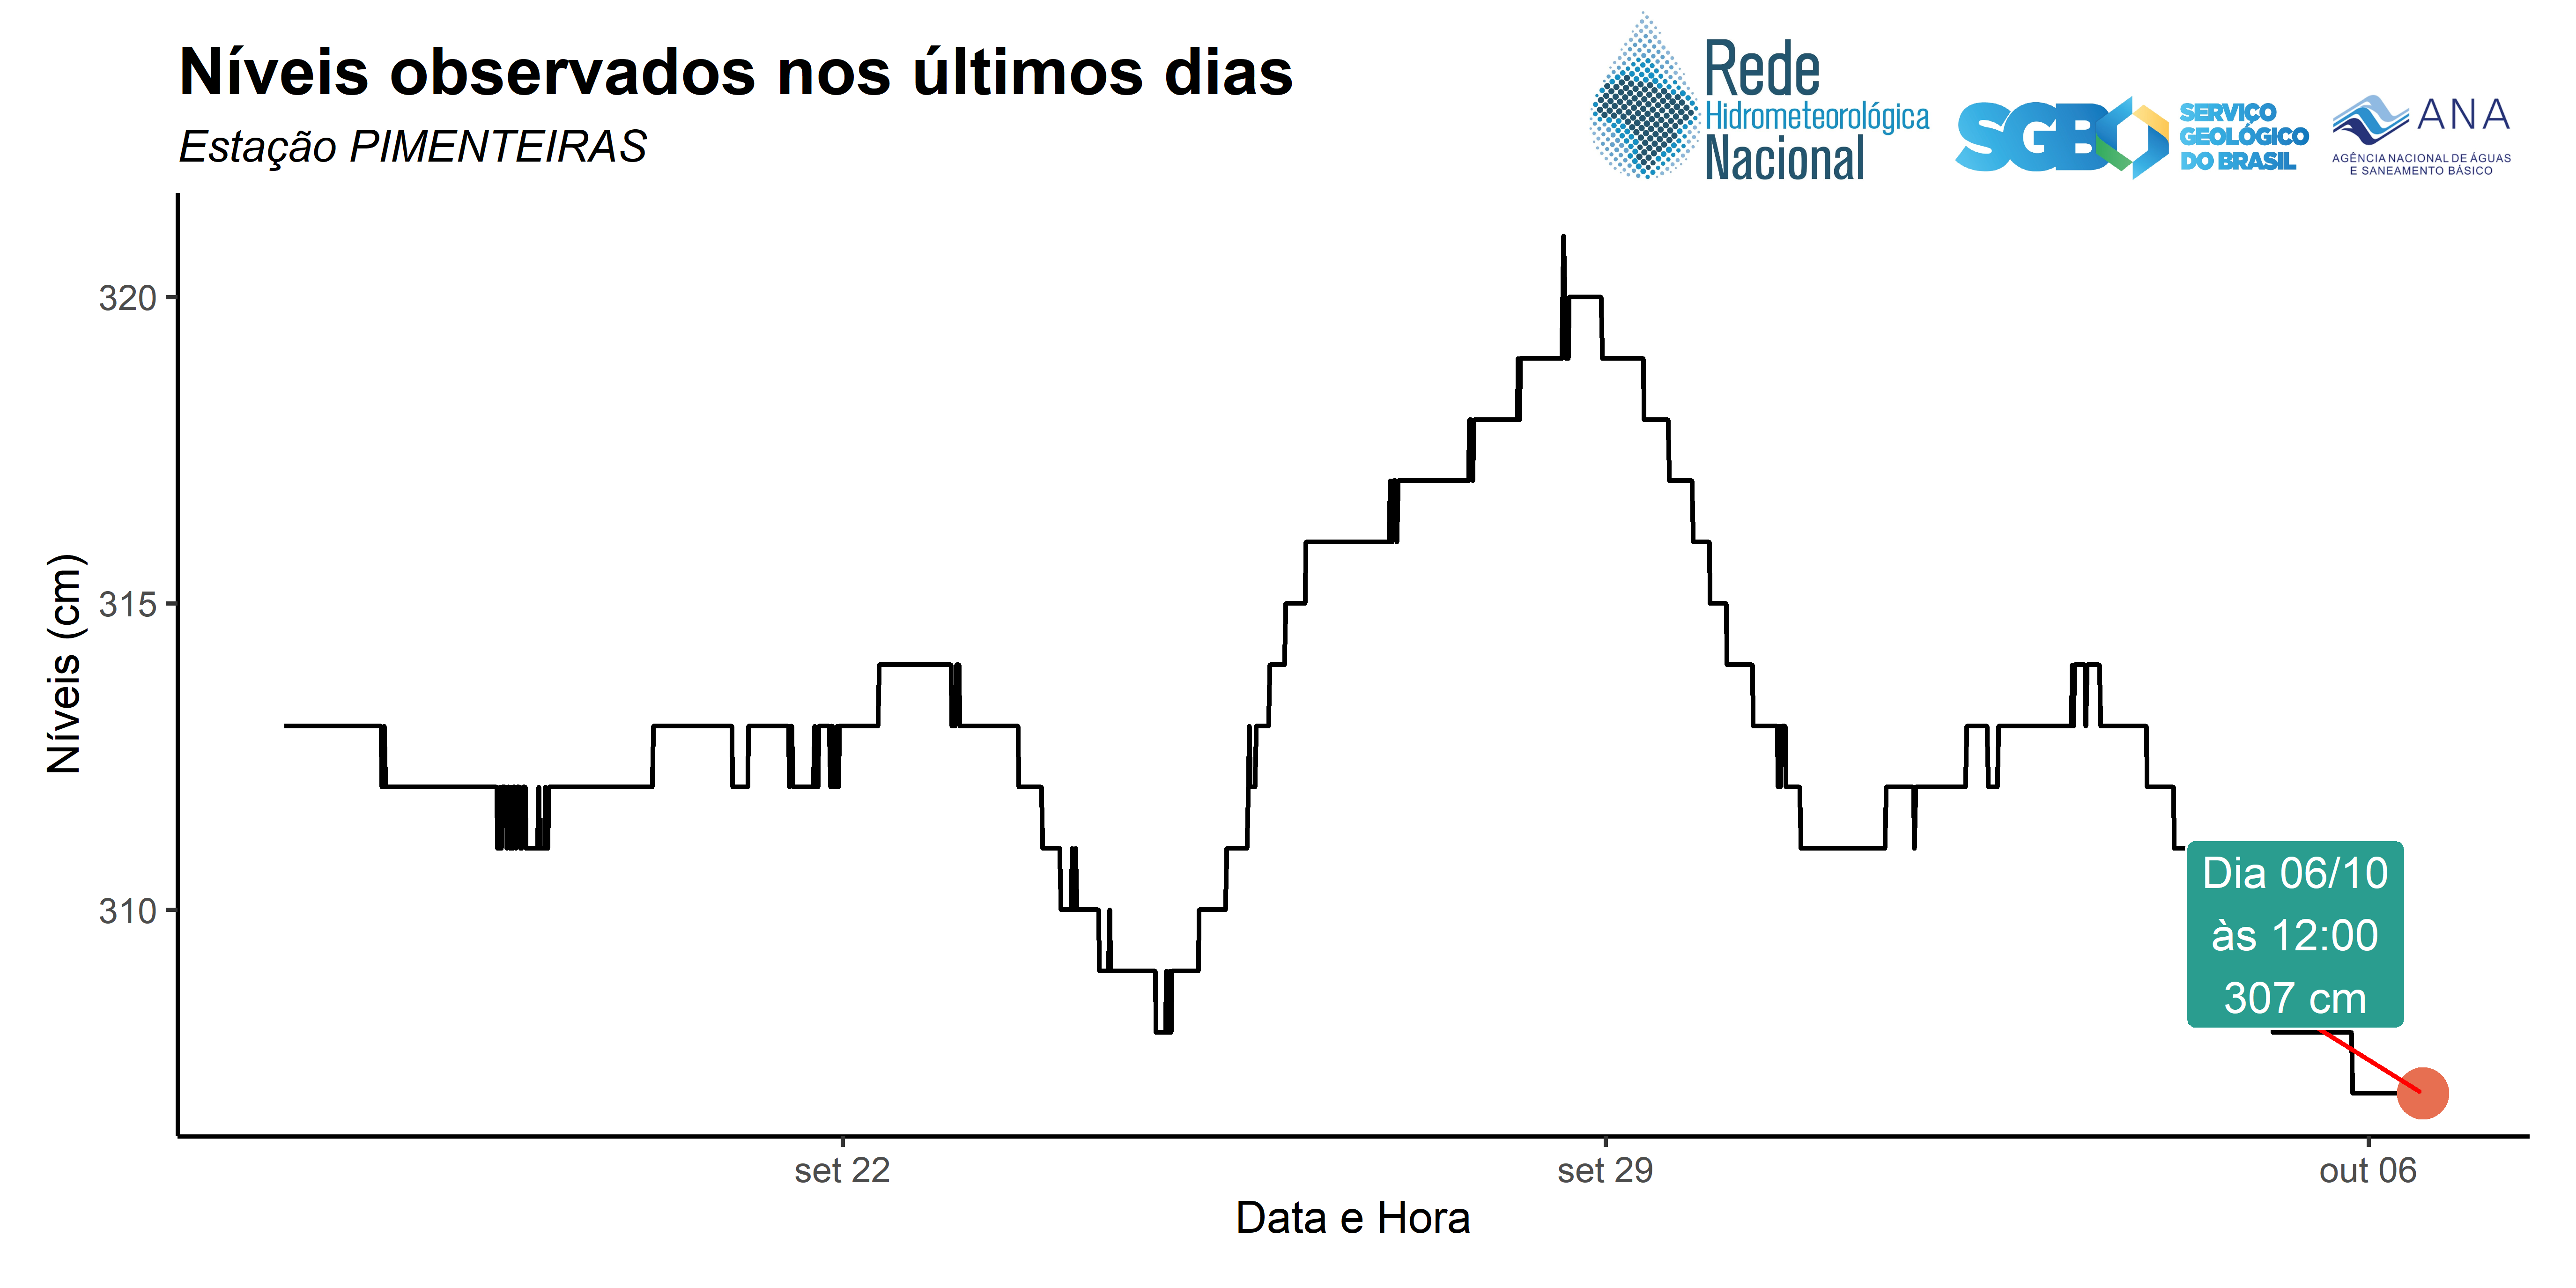 Níveis observados nos últimos dias
Estação PIMENTEIRAS
Rede
Hidrometeorológica
Nacional
SGB
SERVIÇO
GEOLÓGICO
DO BRASIL
ANA
AGÊNCIA NACIONAL DE ÁGUAS
E SANEAMENTO BÁSICO
Níveis (cm)
320
315
310
Dia 06/10
às 12:00
307 cm
set 22
set 29
out 06
Data e Hora